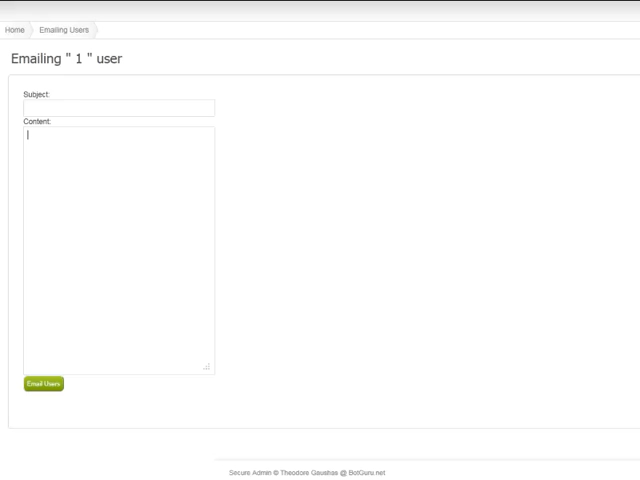 Home
Emailing Users
Emailing " 1 " user
Subject:
Content:
Email Users
Secure Admin © Theodore Gaushas @ BotGuru.net